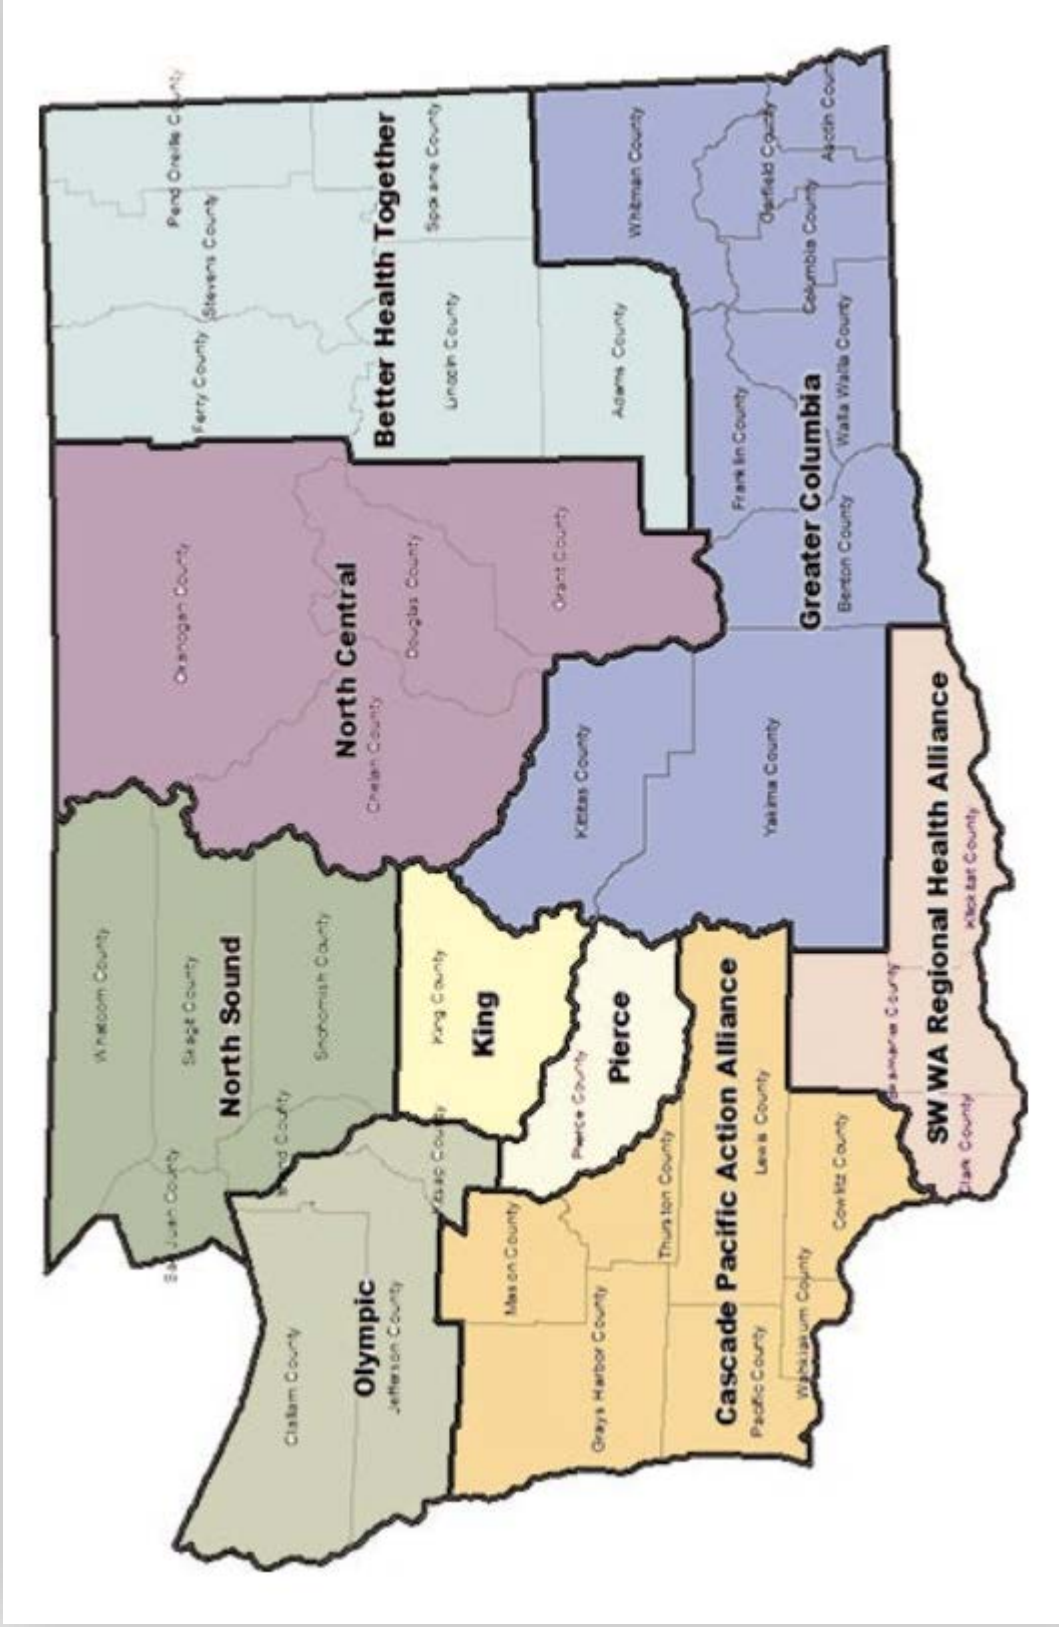 Whatcom County
San Juan County
Skagit County
North Sound
Snohomish County
Clallam County
Olympic
Jefferson County
Kitsap County
King County
King
Mason County
Grays Harbor County
Pierce County
Pierce
Thurston County
Cascade Pacific Action Alliance
Lewis County
Pacific County
Wahkiakum County
Cowlitz County
Okanogan County
North Central
Chelan County
Douglas County
Grant County
Pend Oreille County
Stevens County
Ferry County
Better Health Together
Spokane County
Lincoln County
Adams County
Kittitas County
Yakima County
Whitman County
Franklin County
Greater Columbia
Benton County
Walla Walla County
Columbia County
Garfield County
Asotin County
SW WA Regional Health Alliance
Skamania County
Klickitat County
Clark County